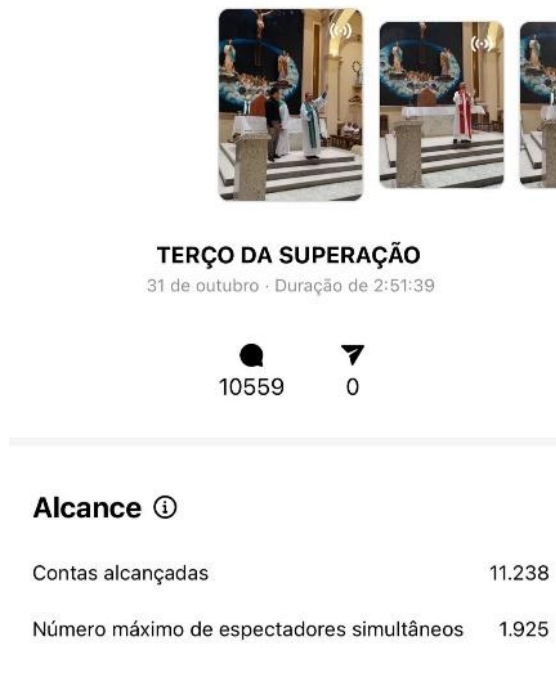 TERÇO DA SUPERAÇÃO
31 de outubro · Duração de 2:51:39
10559 0
Alcance
Contas alcançadas 11.238
Número máximo de espectadores simultâneos 1.925